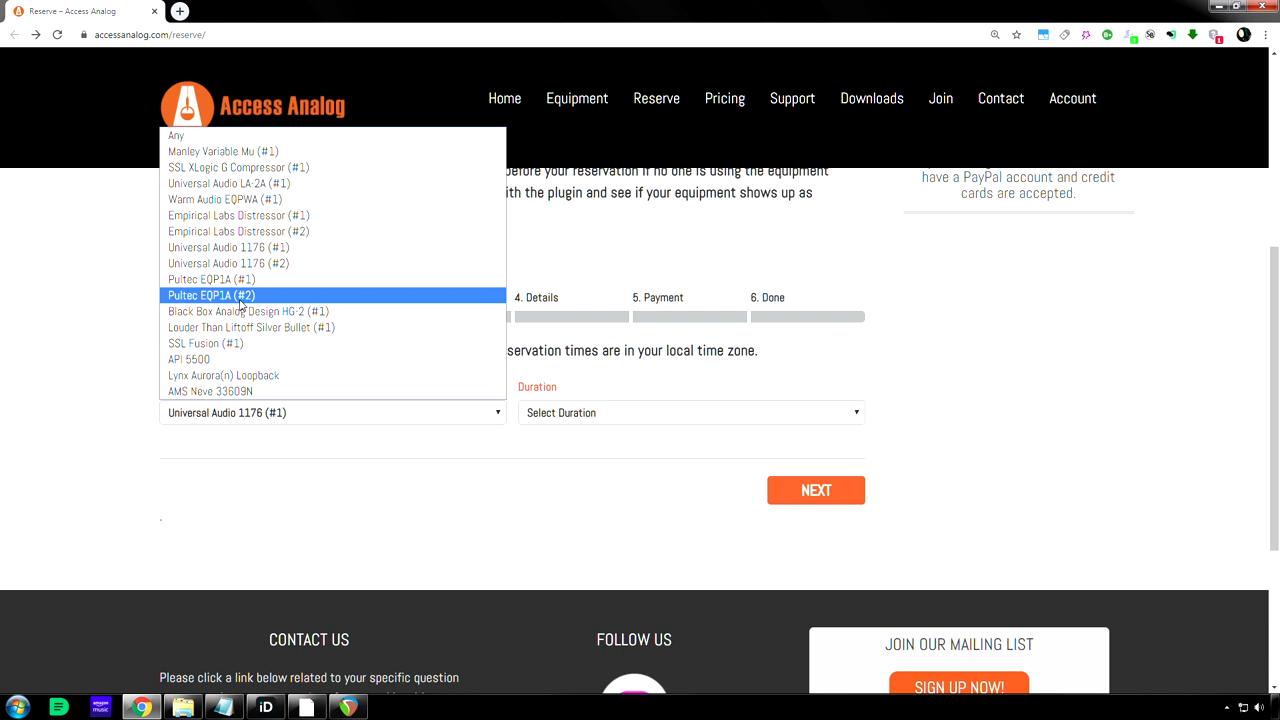 Reserve – Access Analog
accessanalog.com/reserve/
Access Analog
Home
Equipment
Reserve
Pricing
Support
Downloads
Join
Contact
Account
before your reservation if no one is using the equipment
ith the plugin and see if your equipment shows up as
have a PayPal account and credit
cards are accepted.
Any
Manley Variable Mu (#1)
SSL XLogic G Compressor (#1)
Universal Audio LA-2A (#1)
Warm Audio EQPWA (#1)
Empirical Labs Distressor (#1)
Empirical Labs Distressor (#2)
Universal Audio 1176 (#1)
Universal Audio 1176 (#2)
Pultec EQP1A (#1)
Pultec EQP1A (#2)
Black Box Analog Design HG-2 (#1)
Louder Than Liftoff Silver Bullet (#1)
SSL Fusion (#1)
API 5500
Lynx Aurora(n) Loopback
AMS Neve 33609N
4. Details
5. Payment
6. Done
servation times are in your local time zone.
Duration
Universal Audio 1176 (#1)
Select Duration
NEXT
CONTACT US
Please click a link below related to your specific question
FOLLOW US
JOIN OUR MAILING LIST
SIGN UP NOW!
amazon
music
iD